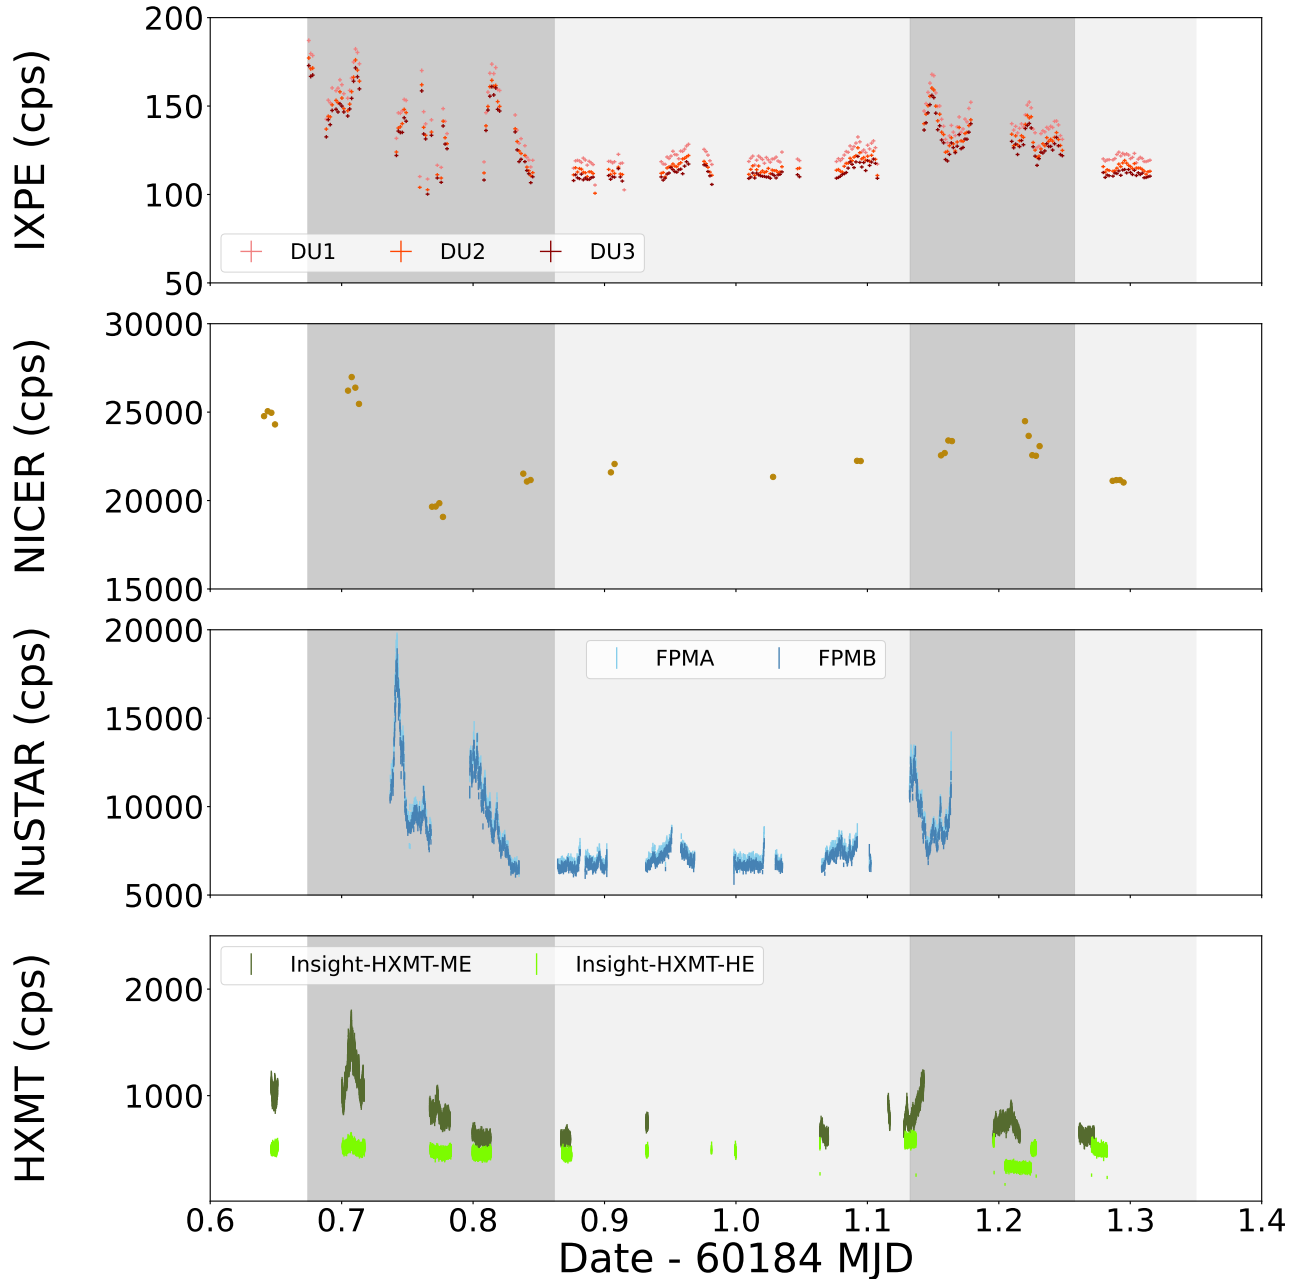 IXPE (cps)
200
150
100
50
DU1 DU2 DU3
NICER (cps)
30000
25000
20000
15000
NuSTAR (cps)
20000
15000
10000
5000
FPMA FPMB
HXMT (cps)
2000
1000
Insight-HXMT-ME Insight-HXMT-HE
0.6 0.7 0.8 0.9 1.0 1.1 1.2 1.3 1.4
Date - 60184 MJD